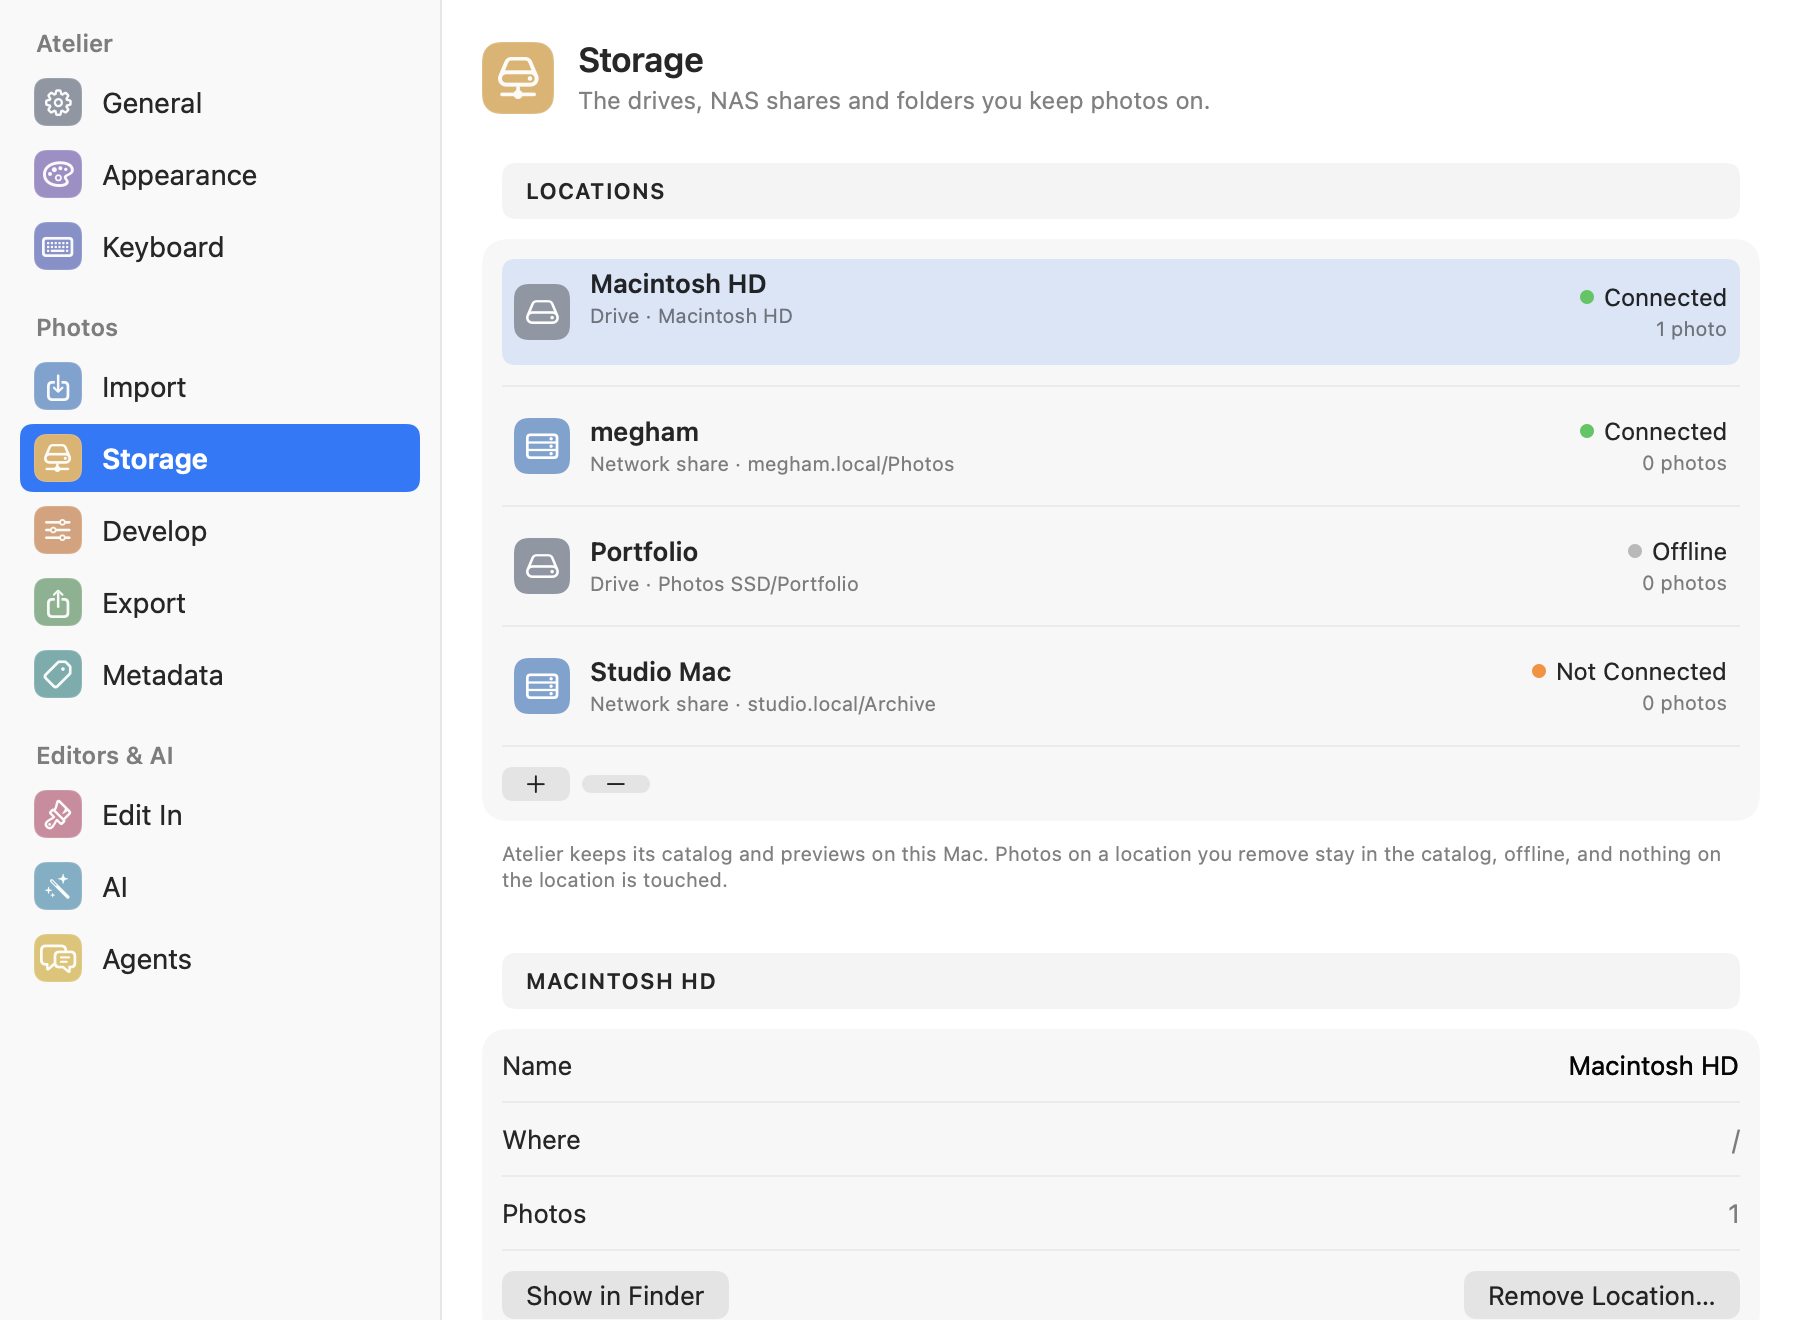 Atelier
General
Appearance
Keyboard
Photos
Import
Storage
Develop
Export
Metadata
Editors & AI
Edit In
AI
Agents
Storage
The drives, NAS shares and folders you keep photos on.
LOCATIONS
Macintosh HD
Drive · Macintosh HD
Connected
1 photo
megham
Network share · megham.local/Photos
Connected
0 photos
Portfolio
Drive · Photos SSD/Portfolio
Offline
0 photos
Studio Mac
Network share · studio.local/Archive
Not Connected
0 photos
+ −
Atelier keeps its catalog and previews on this Mac. Photos on a location you remove stay in the catalog, offline, and nothing on
the location is touched.
MACINTOSH HD
Name Macintosh HD
Where /
Photos 1
Show in Finder Remove Location...